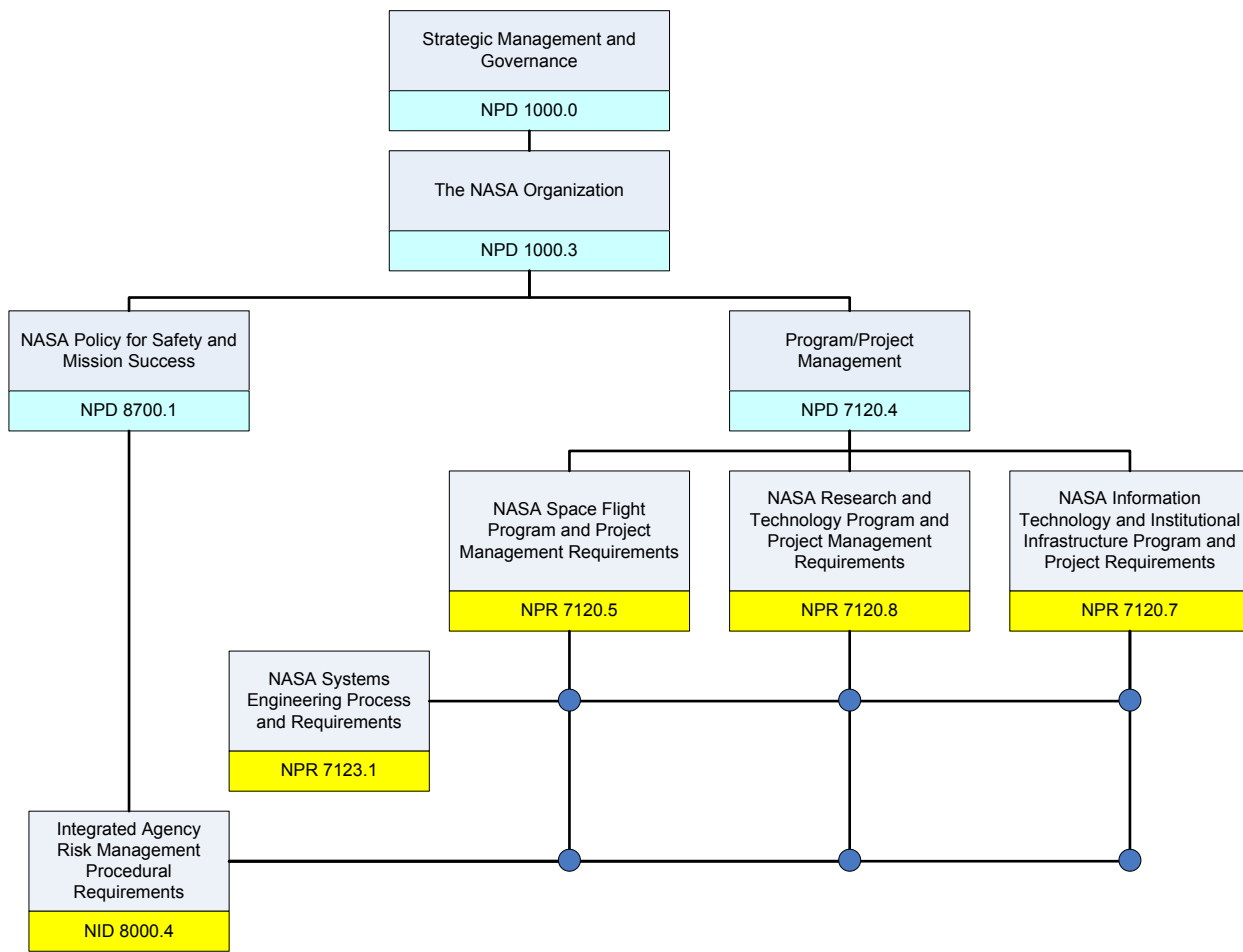 Strategic Management and
Governance
NPD 1000.0
The NASA Organization
NPD 1000.3
NASA Policy for Safety and
Mission Success
NPD 8700.1
Program/Project
Management
NPD 7120.4
NASA Space Flight
Program and Project
Management Requirements
NPR 7120.5
NASA Research and
Technology Program and
Project Management
Requirements
NPR 7120.8
NASA Information
Technology and Institutional
Infrastructure Program and
Project Requirements
NPR 7120.7
NASA Systems
Engineering Process
and Requirements
NPR 7123.1
Integrated Agency
Risk Management
Procedural
Requirements
NID 8000.4